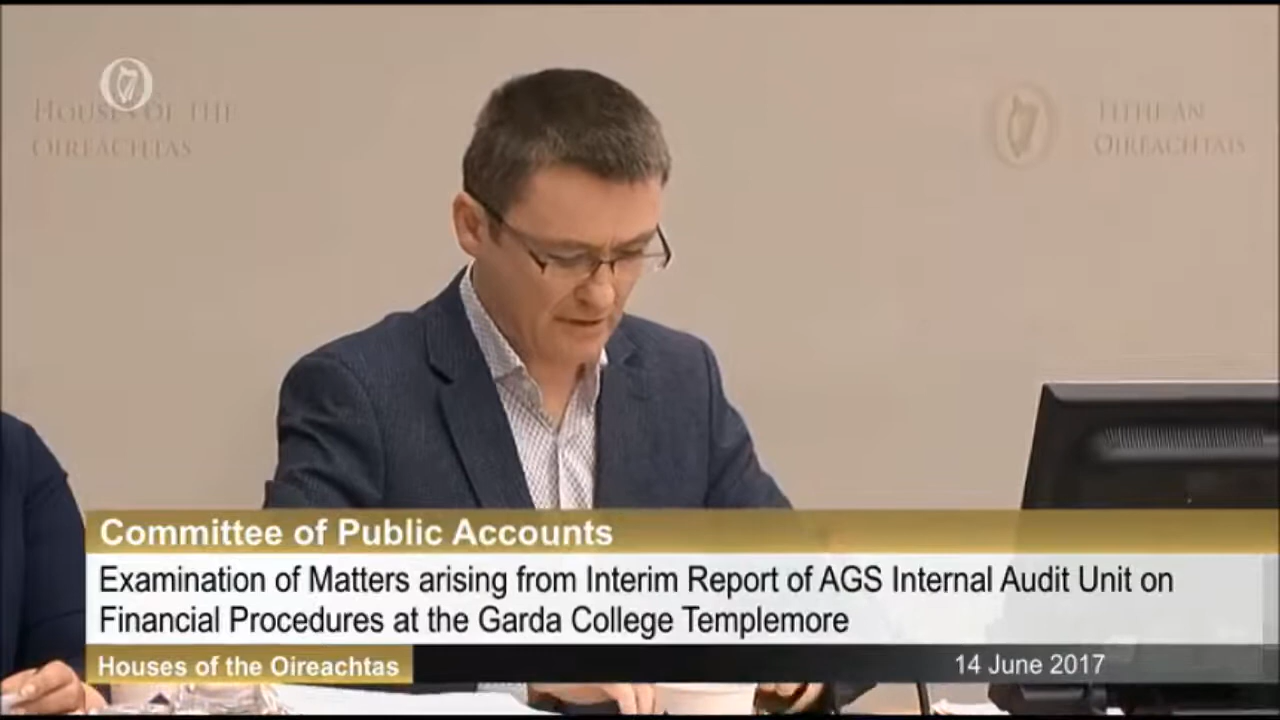 HOUSES OF THE
OIREACHTAS
TITHE AN
OIREACHTAIS
Committee of Public Accounts
Examination of Matters arising from Interim Report of AGS Internal Audit Unit on
Financial Procedures at the Garda College Templemore
Houses of the Oireachtas
14 June 2017